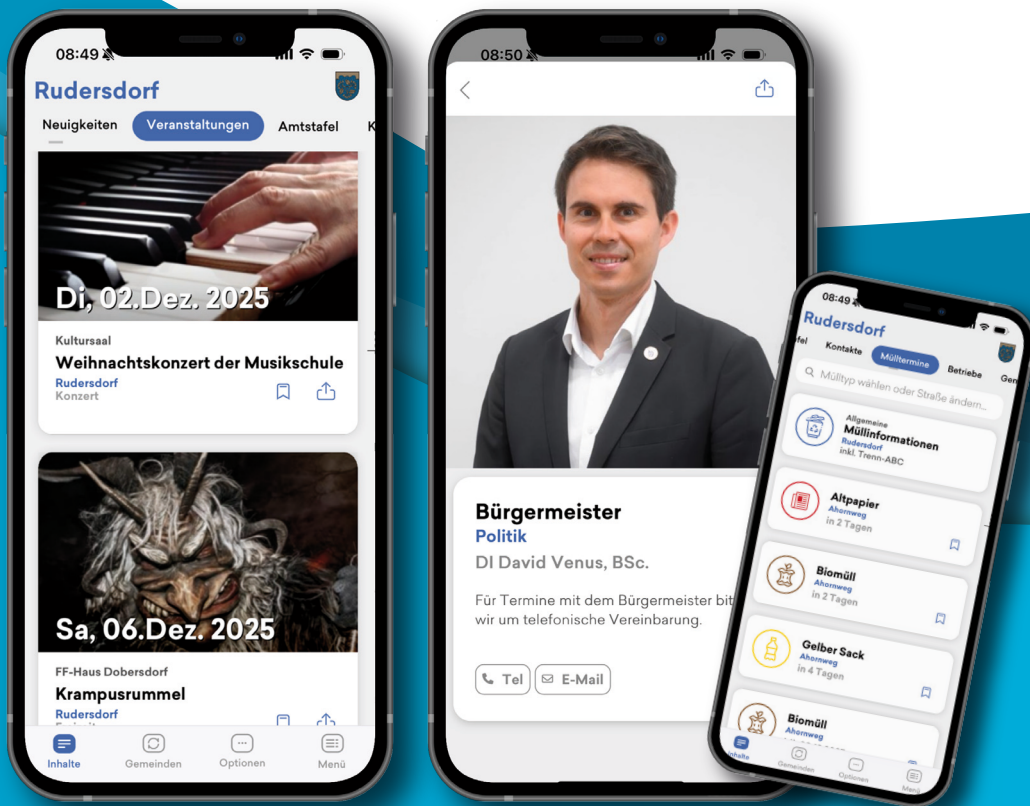 08:49
Rudersdorf
Neuigkeiten Veranstaltungen Amtstafel K
Di, 02.Dez. 2025
Kultursaal
Weihnachtskonzert der Musikschule
Rudersdorf
Konzert
Sa, 06.Dez. 2025
FF-Haus Dobersdorf
Krampusrummel
Rudersdorf
Inhalte Gemeinden Optionen Menü
08:50
Bürgermeister
Politik
DI David Venus, BSc.
Für Termine mit dem Bürgermeister bit
wir um telefonische Vereinbarung.
Tel E-Mail
08:49
Rudersdorf
fel Kontakte Mülltermine Betriebe Gen
Mülltyp wählen oder Straße ändern...
Allgemeine
Müllinformationen
Rudersdorf
inkl. Trenn-ABC
Altpapier
Ahornweg
in 2 Tagen
Biomüll
Ahornweg
in 2 Tagen
Gelber Sack
Ahornweg
in 4 Tagen
Biomüll
Ahornweg
Inhalte Gemeinden Optionen Menü